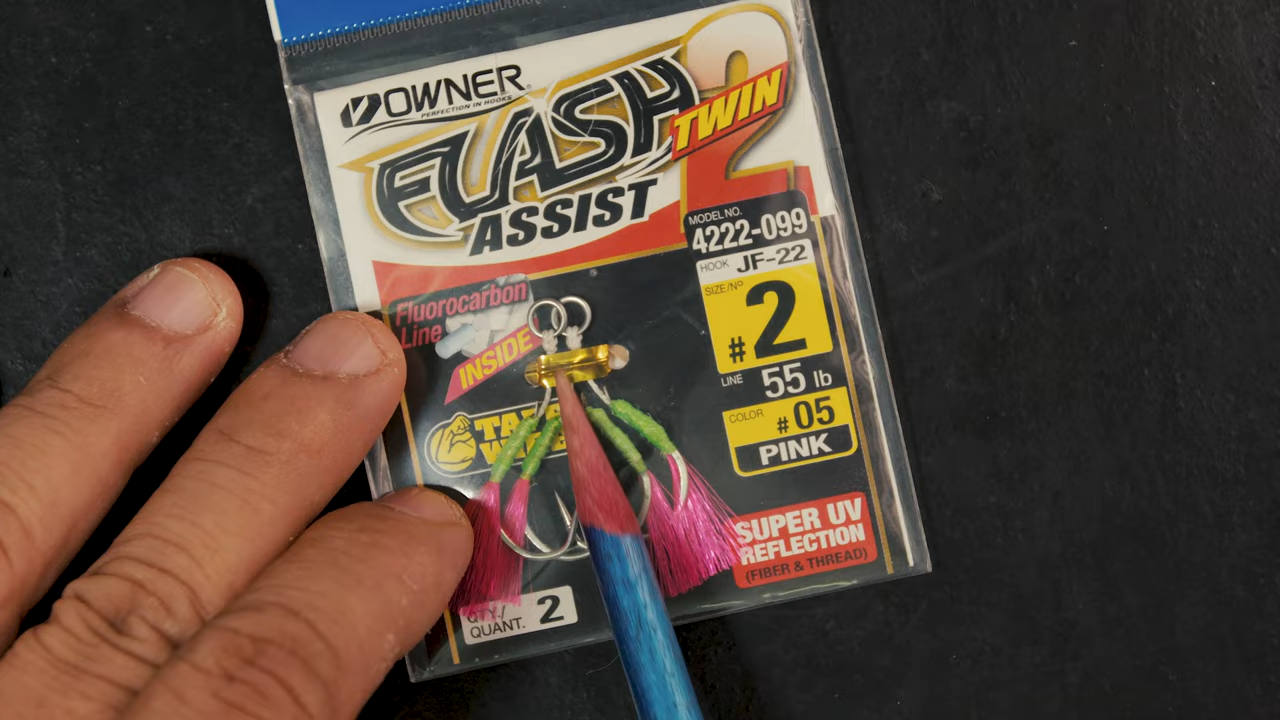 OWNER
PERFECTION IN HOOKS
FLASH
TWIN
2
ASSIST
MODEL NO.
4222-099
HOOK JF-22
SIZE/Nº
#2
LINE 55 lb
COLOR #05
PINK
Fluorocarbon
Line
INSIDE
SUPER UV
REFLECTION
(FIBER & THREAD)
QTY./
QUANT. 2